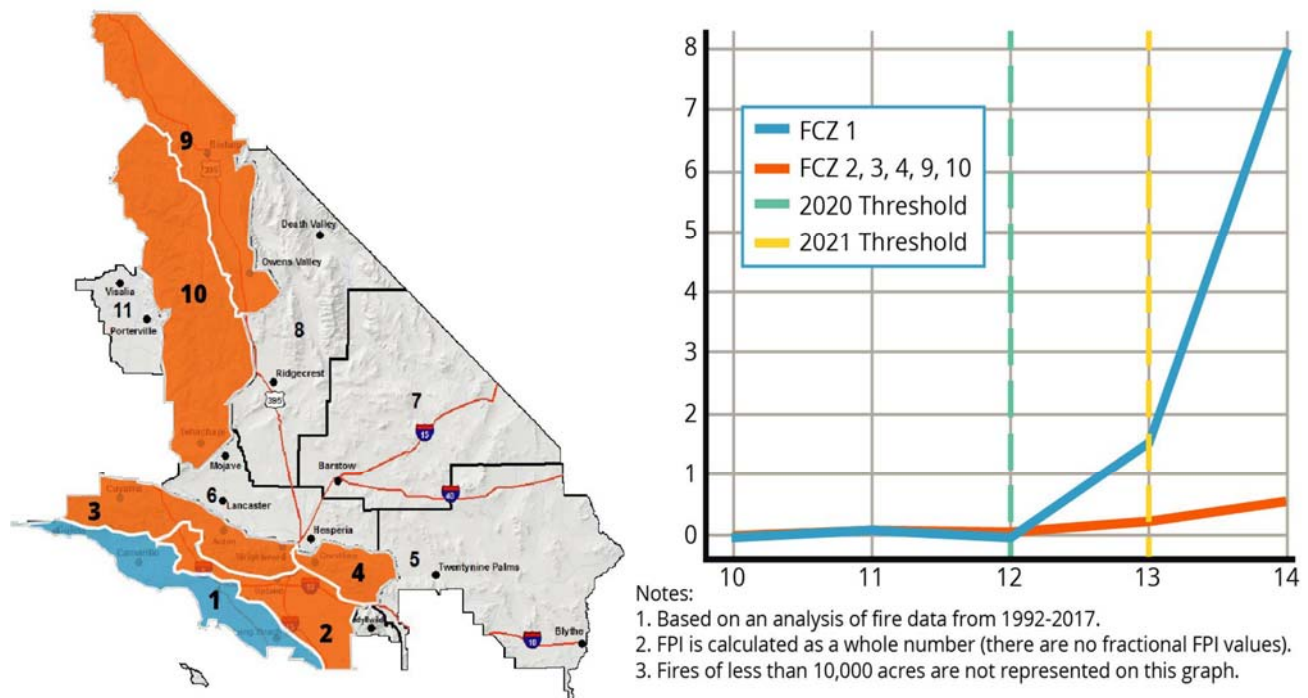 9
395
Death Valley
Owens Valley
10
Visalia
11
Porterville
8
Ridgecrest
395
7
15
Tehachapi
Mojave
Barstow
6
Lancaster
40
3
Hesperia
5
4
Twentynine Palms
1
2
Idyllwild
Blythe
10
8
7
6
5
4
3
2
1
0
10 11 12 13 14
FCZ 1
FCZ 2, 3, 4, 9, 10
2020 Threshold
2021 Threshold
Notes:
1. Based on an analysis of fire data from 1992-2017.
2. FPI is calculated as a whole number (there are no fractional FPI values).
3. Fires of less than 10,000 acres are not represented on this graph.